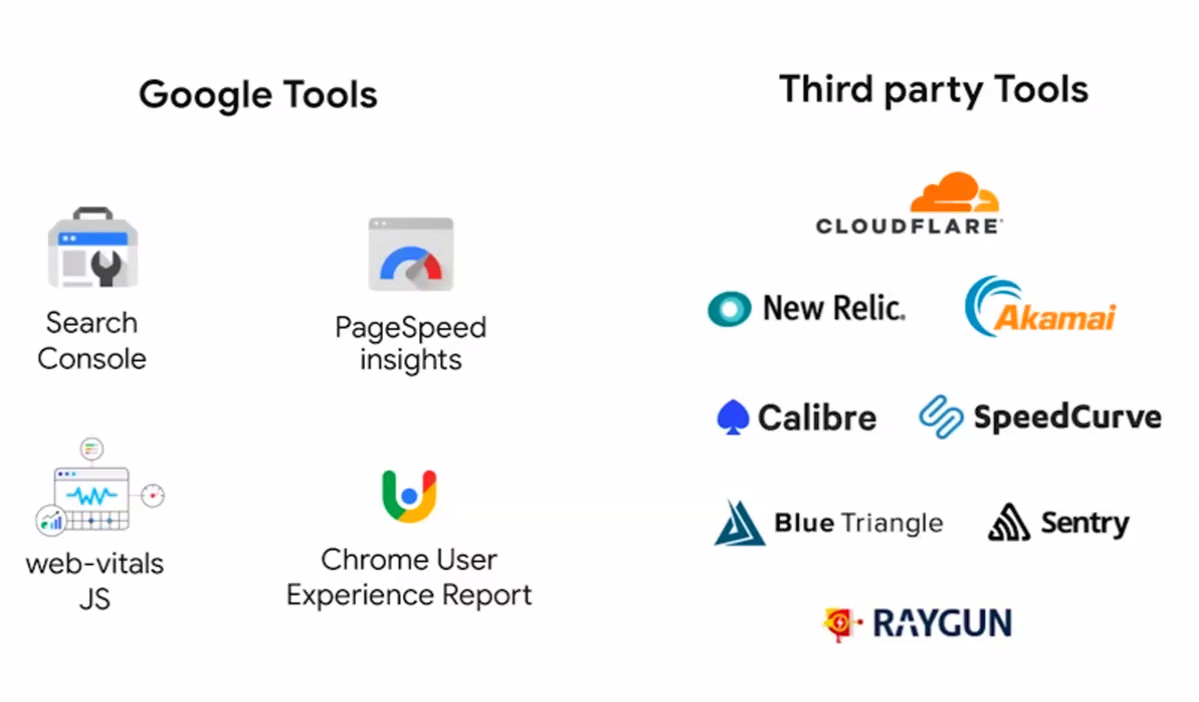 Google Tools
Search
Console
PageSpeed
insights
web-vitals
JS
Chrome User
Experience Report
Third party Tools
CLOUDFLARE
New Relic.
Akamai
Calibre
SpeedCurve
Blue Triangle
Sentry
RAYGUN